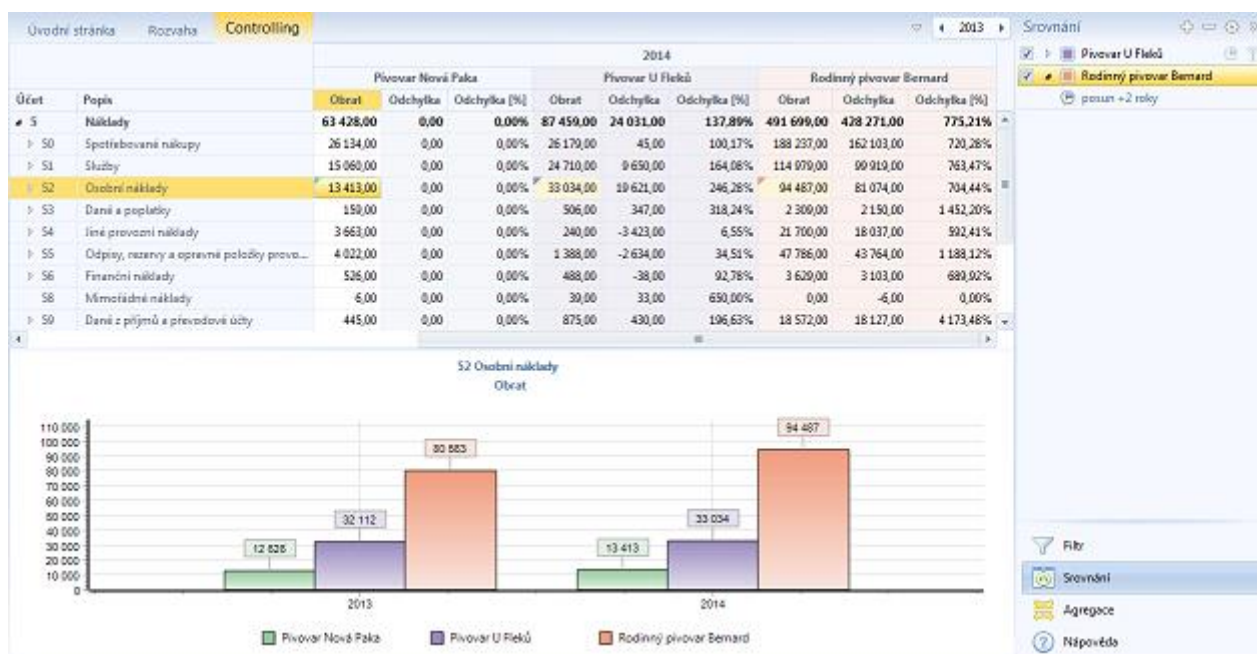 Úvodní stránka Rozvaha Controlling 2013 Srovnání
2014 Pivovar U Fleků
Pivovar Nová Paka Pivovar U Fleků Rodinný pivovar Bernard Rodinný pivovar Bernard
Účet Popis Obrat Odchylka Odchylka [%] Obrat Odchylka Odchylka [%] Obrat Odchylka Odchylka [%] posun +2 roky
5 Náklady 63 428,00 0,00 0,00% 87 459,00 24 031,00 137,89% 491 699,00 428 271,00 775,21%
50 Spotřebované nákupy 26 134,00 0,00 0,00% 26 179,00 45,00 100,17% 188 237,00 162 103,00 720,28%
51 Služby 15 060,00 0,00 0,00% 24 710,00 9 650,00 164,08% 114 979,00 99 919,00 763,47%
52 Osobní náklady 13 413,00 0,00 0,00% 33 034,00 19 621,00 246,28% 94 487,00 81 074,00 704,44%
53 Daně a poplatky 159,00 0,00 0,00% 506,00 347,00 318,24% 2 309,00 2 150,00 1 452,20%
54 Jiné provozní náklady 3 663,00 0,00 0,00% 240,00 -3 423,00 6,55% 21 700,00 18 037,00 592,41%
55 Odpisy, rezervy a opravné položky provo... 4 022,00 0,00 0,00% 1 388,00 -2 634,00 34,51% 47 786,00 43 764,00 1 188,12%
56 Finanční náklady 526,00 0,00 0,00% 488,00 -38,00 92,78% 3 629,00 3 103,00 689,92%
58 Mimořádné náklady 6,00 0,00 0,00% 39,00 33,00 650,00% 0,00 -6,00 0,00%
59 Daně z příjmů a převodové účty 445,00 0,00 0,00% 875,00 430,00 196,63% 18 572,00 18 127,00 4 173,48%
52 Osobní náklady
Obrat
110 000
100 000
90 000
80 000
70 000
60 000
50 000
40 000
30 000
20 000
10 000
0
32 112
33 034
13 413
94 487
2013 2014
Pivovar Nová Paka Pivovar U Fleků Rodinný pivovar Bernard
Filtr
Srovnání
Agregace
Nápověda